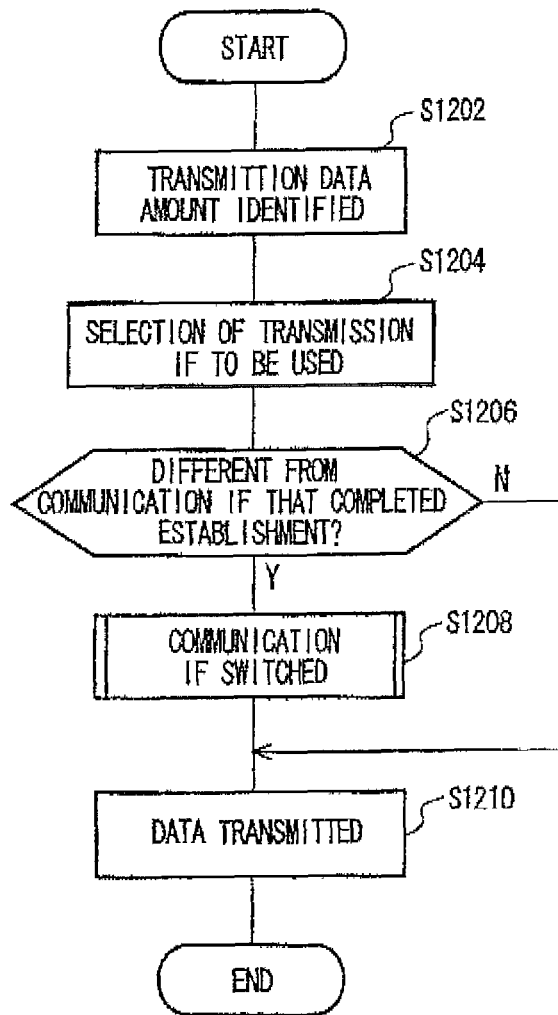 START
S1202
TRANSMITTION DATA
AMOUNT IDENTIFIED
S1204
SELECTION OF TRANSMISSION
IF TO BE USED
S1206
DIFFERENT FROM
COMMUNICATION IF THAT COMPLETED
ESTABLISHMENT?
N
Y
S1208
COMMUNICATION
IF SWITCHED
S1210
DATA TRANSMITTED
END